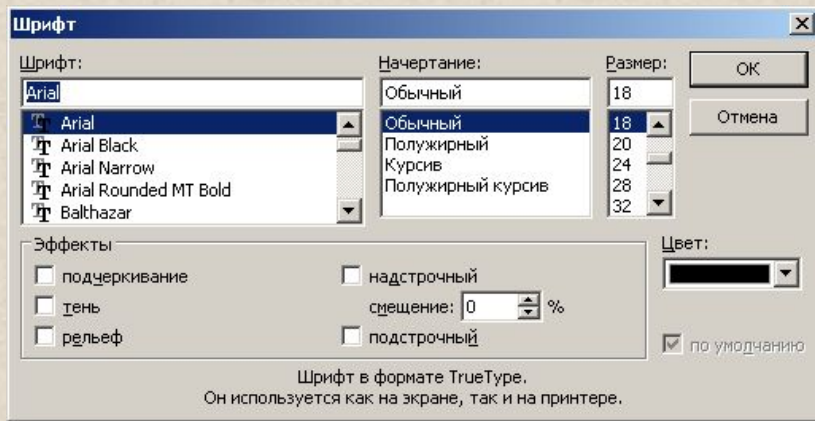 Шрифт
Шрифт:
Начертание:
Размер:
Arial
Обычный
18
OK
Arial
Arial Black
Arial Narrow
Arial Rounded MT Bold
Balthazar
Обычный
Полужирный
Курсив
Полужирный курсив
18
20
24
28
32
Отмена
Эффекты
подчеркивание
тень
рельеф
надстрочный
смещение: 0 %
подстрочный
Цвет:
по умолчанию
Шрифт в формате TrueType.
Он используется как на экране, так и на принтере.